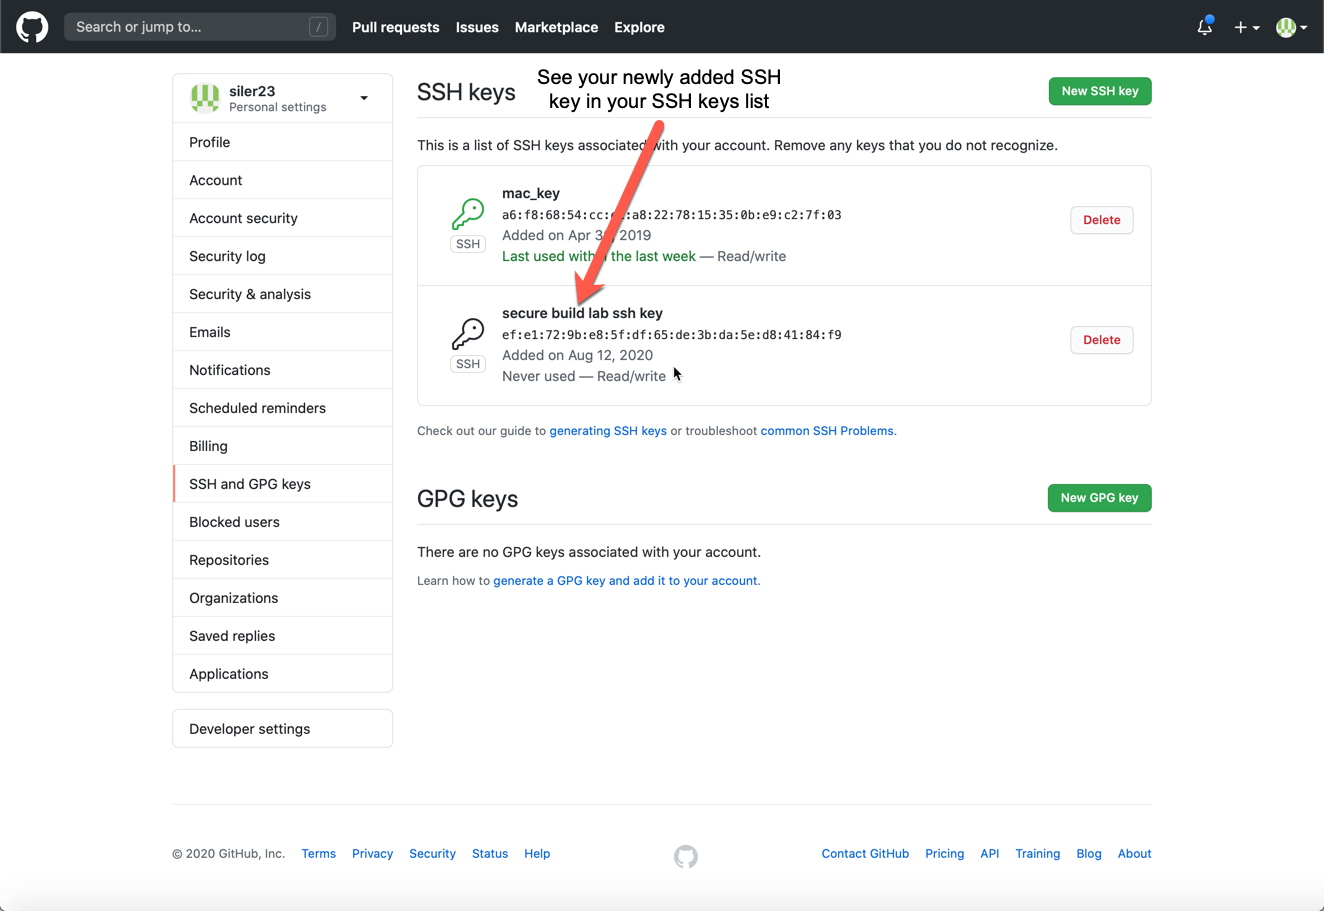 Search or jump to... /
Pull requests Issues Marketplace Explore
siler23
Personal settings
Profile
Account
Account security
Security log
Security & analysis
Emails
Notifications
Scheduled reminders
Billing
SSH and GPG keys
Blocked users
Repositories
Organizations
Saved replies
Applications
Developer settings
SSH keys
See your newly added SSH
key in your SSH keys list
New SSH key
This is a list of SSH keys associated with your account. Remove any keys that you do not recognize.
mac_key
a6:f8:68:54:cc: :a8:22:78:15:35:0b:e9:c2:7f:03
Added on Apr 2019
Last used within the last week — Read/write
SSH
Delete
secure build lab ssh key
ef:e1:72:9b:e8:5f:df:65:de:3b:da:5e:d8:41:84:f9
Added on Aug 12, 2020
Never used — Read/write
SSH
Delete
Check out our guide to generating SSH keys or troubleshoot common SSH Problems.
GPG keys
New GPG key
There are no GPG keys associated with your account.
Learn how to generate a GPG key and add it to your account.
© 2020 GitHub, Inc. Terms Privacy Security Status Help
Contact GitHub Pricing API Training Blog About